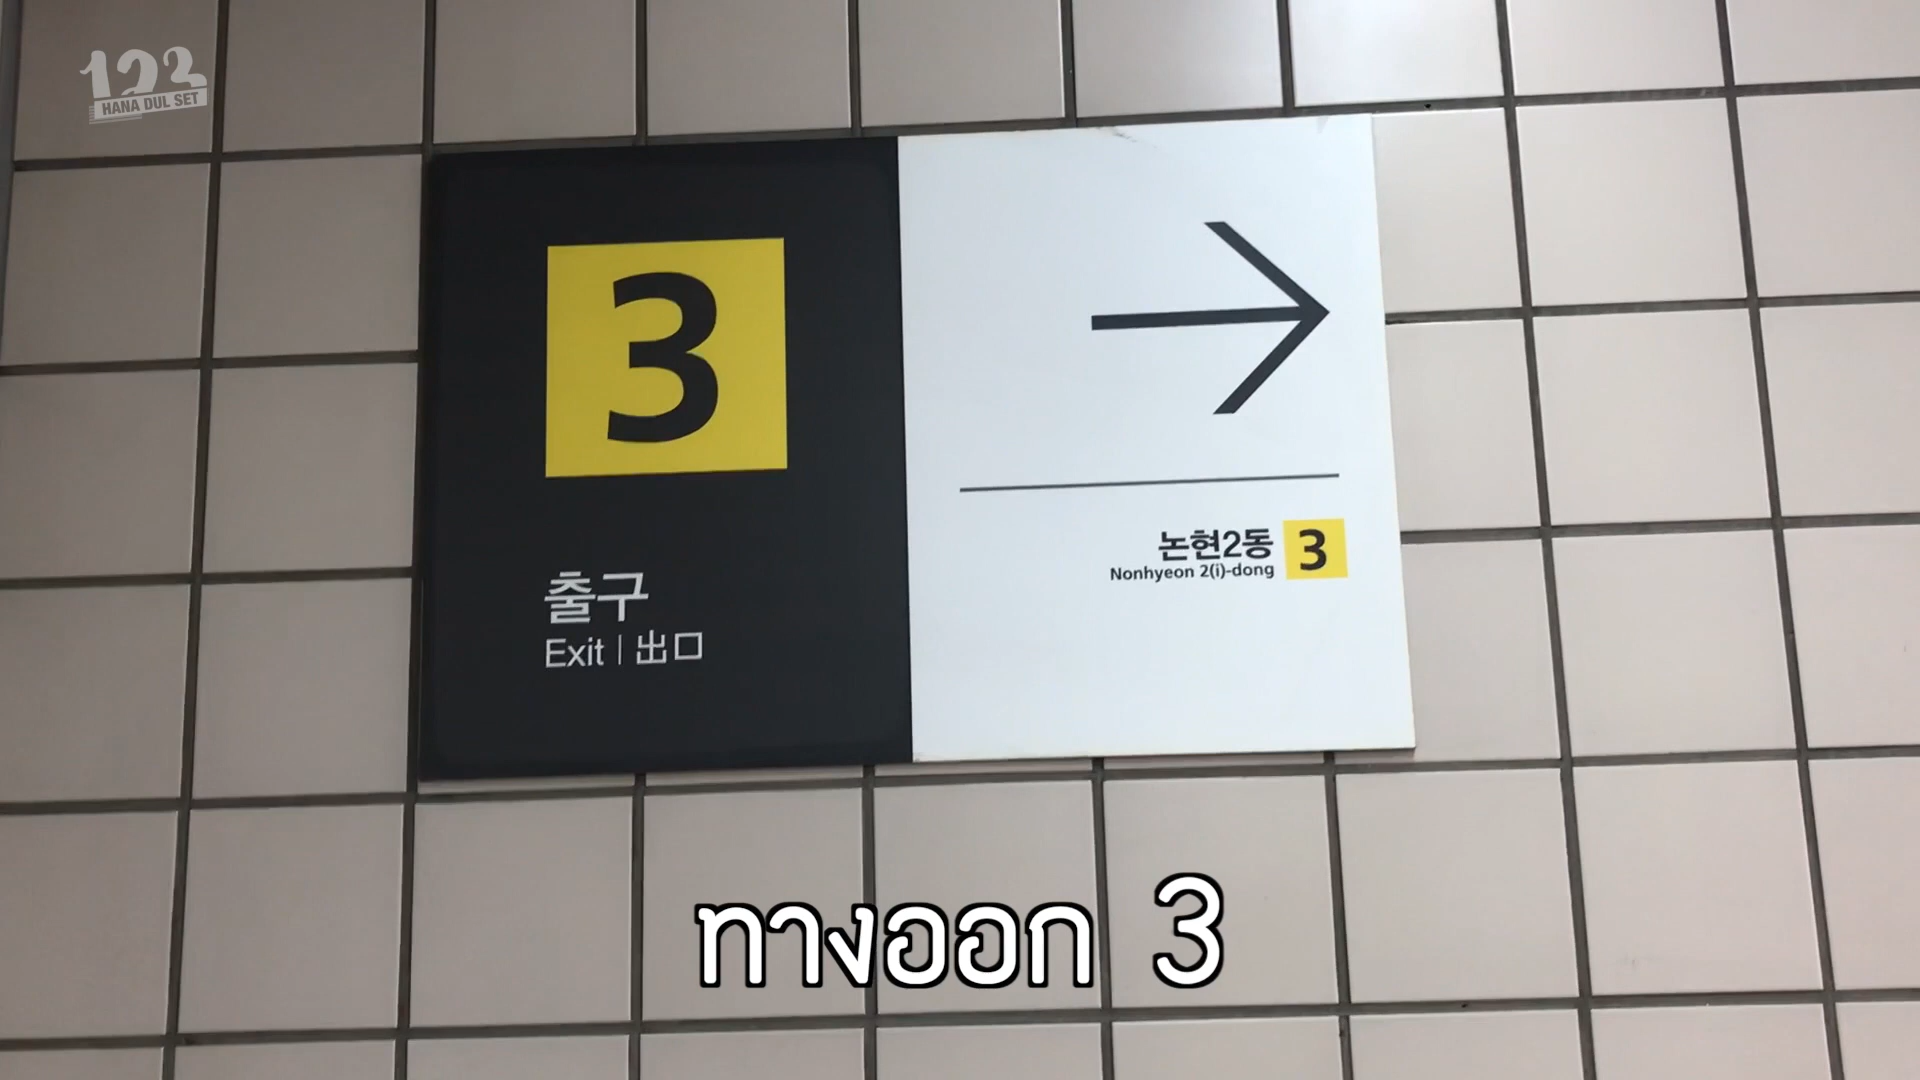 123
HANA DUL SET
3
출구
Exit | 出口
논현2동 3
Nonhyeon 2(i)-dong
ทางออก 3